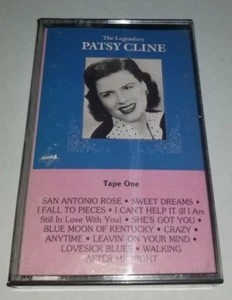 The Legendary
PATSY CLINE
Tape One
SAN ANTONIO ROSE • SWEET DREAMS •
I FALL TO PIECES • I CAN'T HELP IT (If I Am
Still In Love With You) • SHE'S GOT YOU •
BLUE MOON OF KENTUCKY • CRAZY •
ANYTIME • LEAVIN' ON YOUR MIND •
LOVESICK BLUES • WALKING
AFTER MIDNIGHT